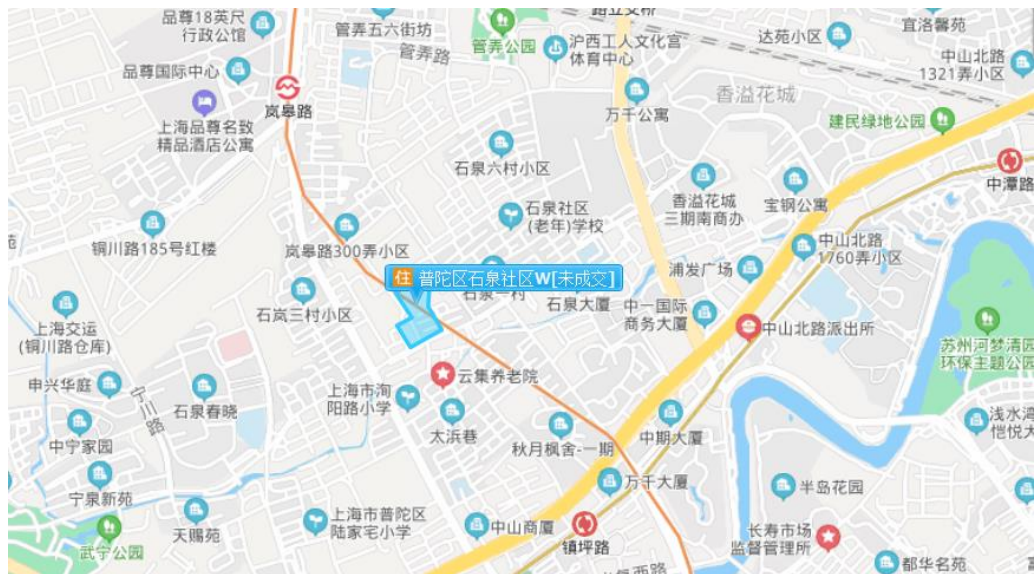 品尊18英尺
行政公馆
管弄五六街坊
管弄路
管弄公园
沪西工人文化宫
体育中心
达苑小区
宜洛馨苑
中山北路
1321弄小区
品尊国际中心
岚皋路
上海品尊名致
精品酒店公寓
万千公寓
香溢花城
建民绿地公园
中潭路
石泉六村小区
石泉社区
(老年)学校
香溢花城
三期南商办
宝钢公寓
铜川路185号红楼
岚皋路300弄小区
中山北路
1760弄小区
浦发广场
住 普陀区石泉社区W[未成交]
石泉一村
石泉大厦
中一国际
商务大厦
石岚三村小区
中山北路派出所
上海交运
(铜川路仓库)
苏州河梦清园
环保主题公园
云集养老院
申兴华庭
宁川路
石泉春晓
上海市洵
阳路小学
太浜巷
秋月枫舍-一期
中期大厦
浅水湾
恺悦大
中宁家园
宁泉新苑
万千大厦
半岛花园
天赐苑
上海市普陀区
陆家宅小学
中山商厦
镇坪路
长寿市场
监督管理所
武宁公园
都华名苑